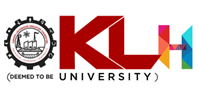 KLH
(DEEMED TO BE UNIVERSITY)